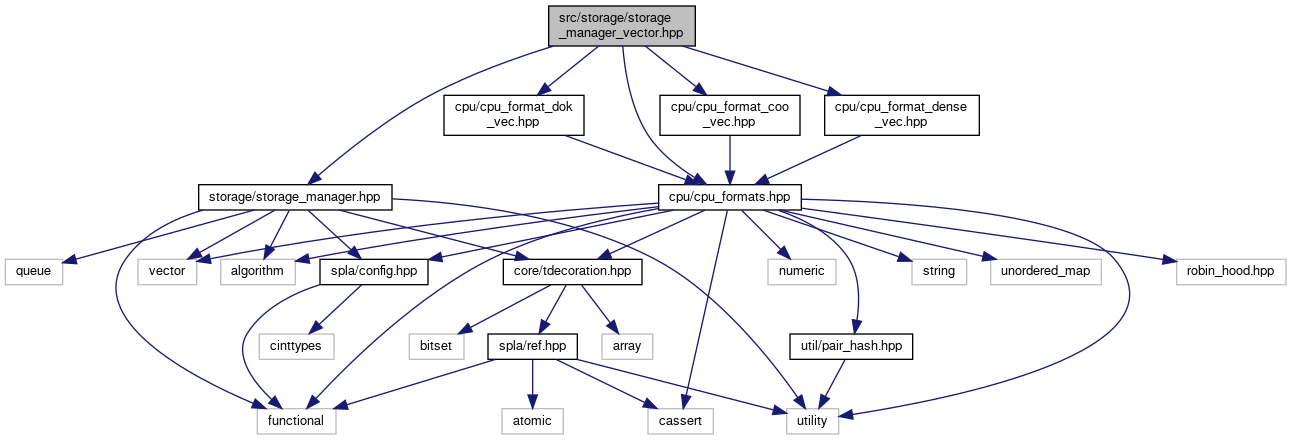 src/storage/storage
_manager_vector.hpp
cpu/cpu_format_dok
_vec.hpp
cpu/cpu_format_coo
_vec.hpp
cpu/cpu_format_dense
_vec.hpp
storage/storage_manager.hpp
cpu/cpu_formats.hpp
queue
vector
algorithm
spla/config.hpp
core/tdecoration.hpp
numeric
string
unordered_map
robin_hood.hpp
cinttypes
bitset
spla/ref.hpp
array
util/pair_hash.hpp
functional
atomic
cassert
utility